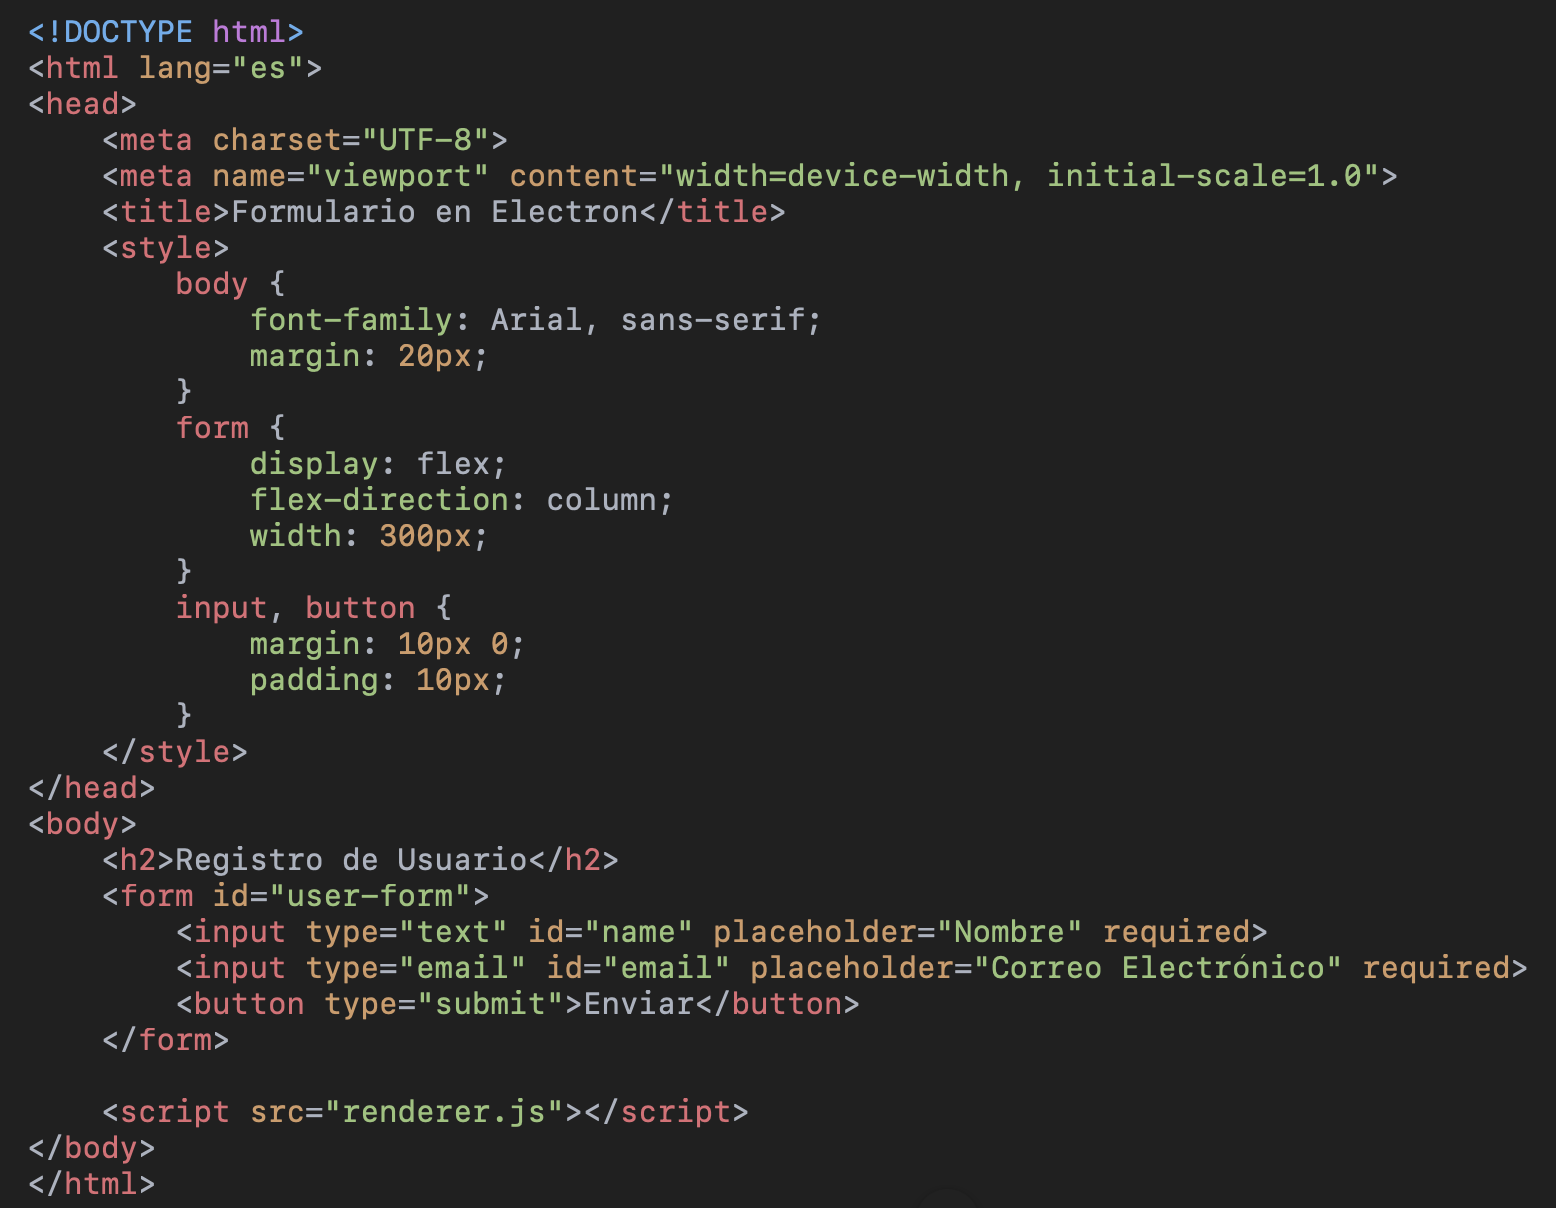 <!DOCTYPE html>
<html lang="es">
<head>
    <meta charset="UTF-8">
    <meta name="viewport" content="width=device-width, initial-scale=1.0">
    <title>Formulario en Electron</title>
    <style>
        body {
            font-family: Arial, sans-serif;
            margin: 20px;
        }
        form {
            display: flex;
            flex-direction: column;
            width: 300px;
        }
        input, button {
            margin: 10px 0;
            padding: 10px;
        }
    </style>
</head>
<body>
    <h2>Registro de Usuario</h2>
    <form id="user-form">
        <input type="text" id="name" placeholder="Nombre" required>
        <input type="email" id="email" placeholder="Correo Electrónico" required>
        <button type="submit">Enviar</button>
    </form>

    <script src="renderer.js"></script>
</body>
</html>